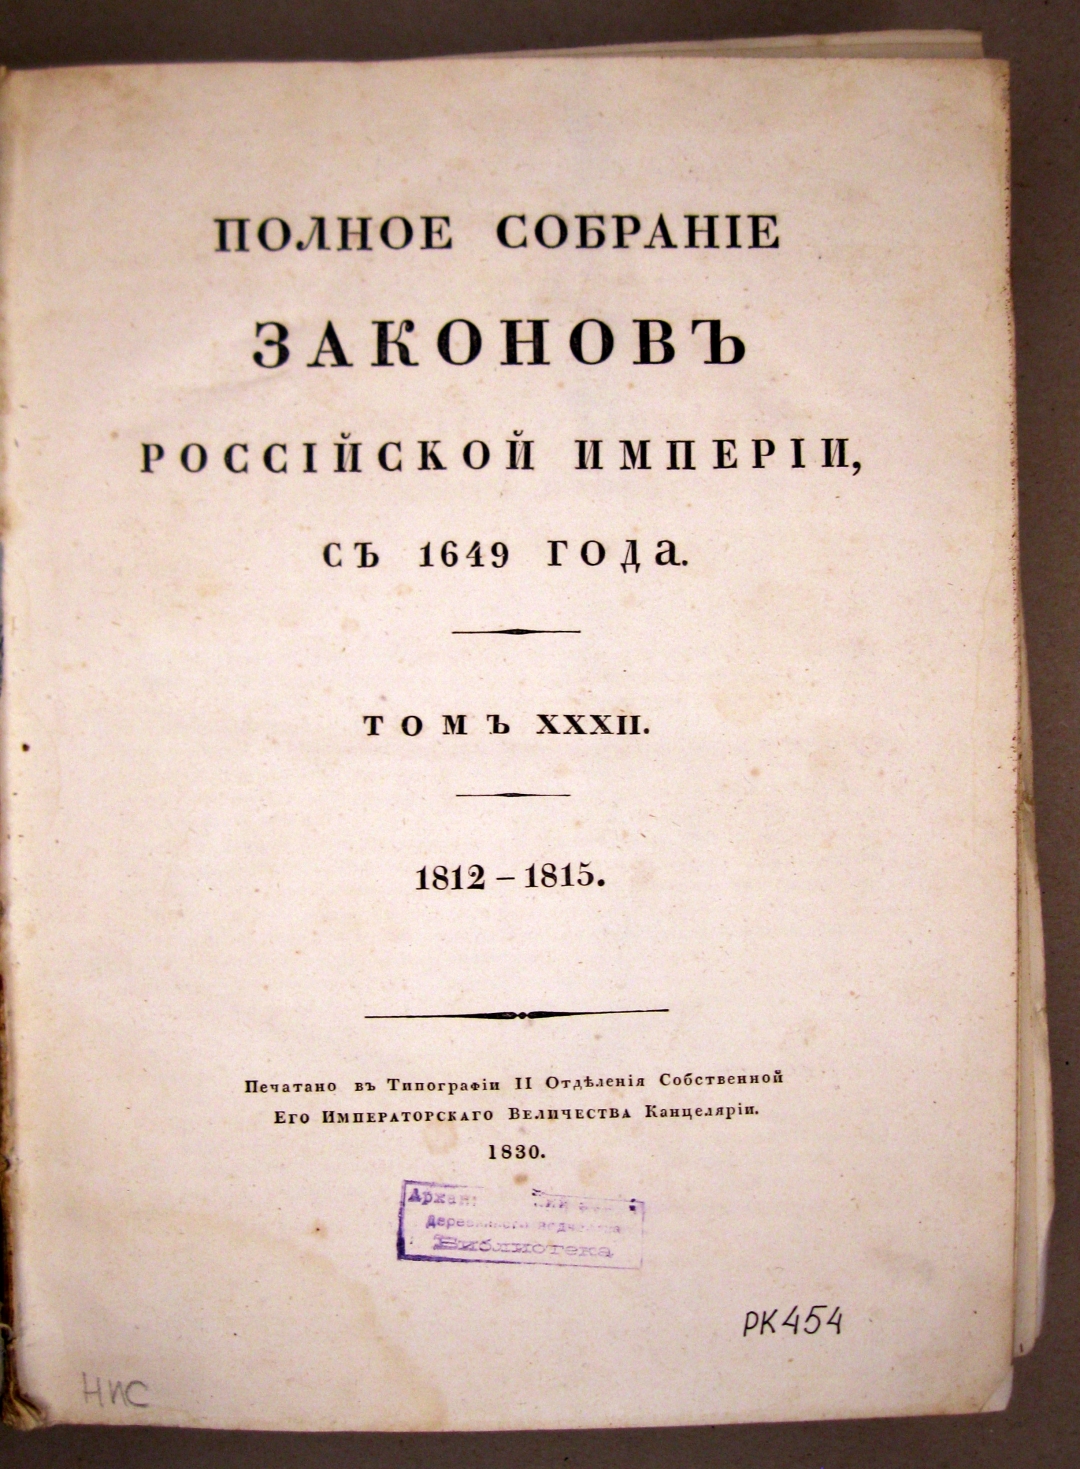 ПОЛНОЕ СОБРАНІЕ
ЗАКОНОВЪ
РОССІЙСКОЙ ИМПЕРІИ,
СЪ 1649 ГОДА.
ТОМЪ XXXII.
1812 – 1815.
Печатано въ Типографіи II Отдѣленія Собственной
Его Императорскаго Величества Канцеляріи.
1830.
Библиотека
РК454
НИС